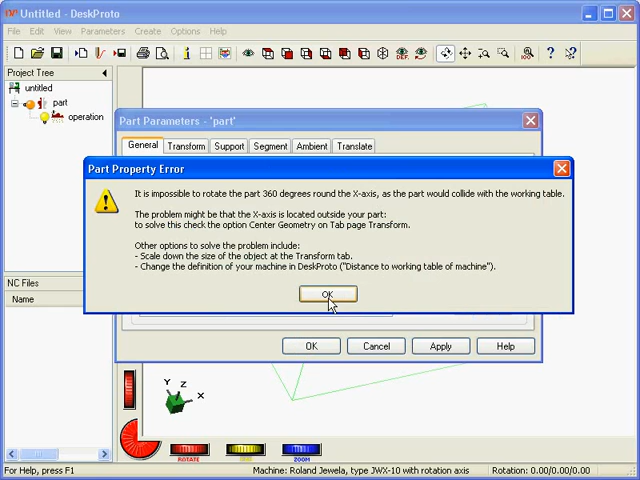 Untitled - DeskProto
File Edit View Parameters Create Options Help
Project Tree
untitled
part
operation
Part Parameters - 'part'
General Transform Support Segment Ambient Translate
Part Property Error
It is impossible to rotate the part 360 degrees round the X-axis, as the part would collide with the working table.
The problem might be that the X-axis is located outside your part:
to solve this check the option Center Geometry on Tab page Transform.
Other options to solve the problem include:
- Scale down the size of the object at the Transform tab.
- Change the definition of your machine in DeskProto ("Distance to working table of machine").
OK
NC Files
Name
OK Cancel Apply Help
Y Z X
ROTATE ZOOM
For Help, press F1
Machine: Roland Jewela, type JWX-10 with rotation axis
Rotation: 0.00/0.00/0.00